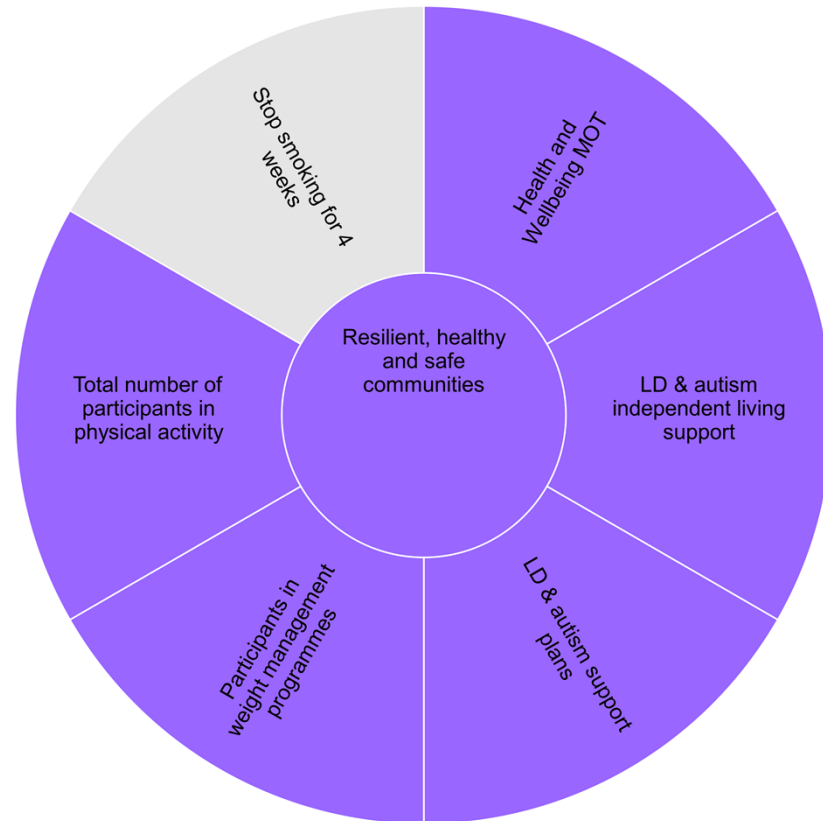 Resilient, healthy
and safe
communities
Health and
Wellbeing MOT
LD & autism
independent living
support
LD & autism support
plans
Participants in
weight management
programmes
Total number of
participants in
physical activity
Stop smoking for 4
weeks